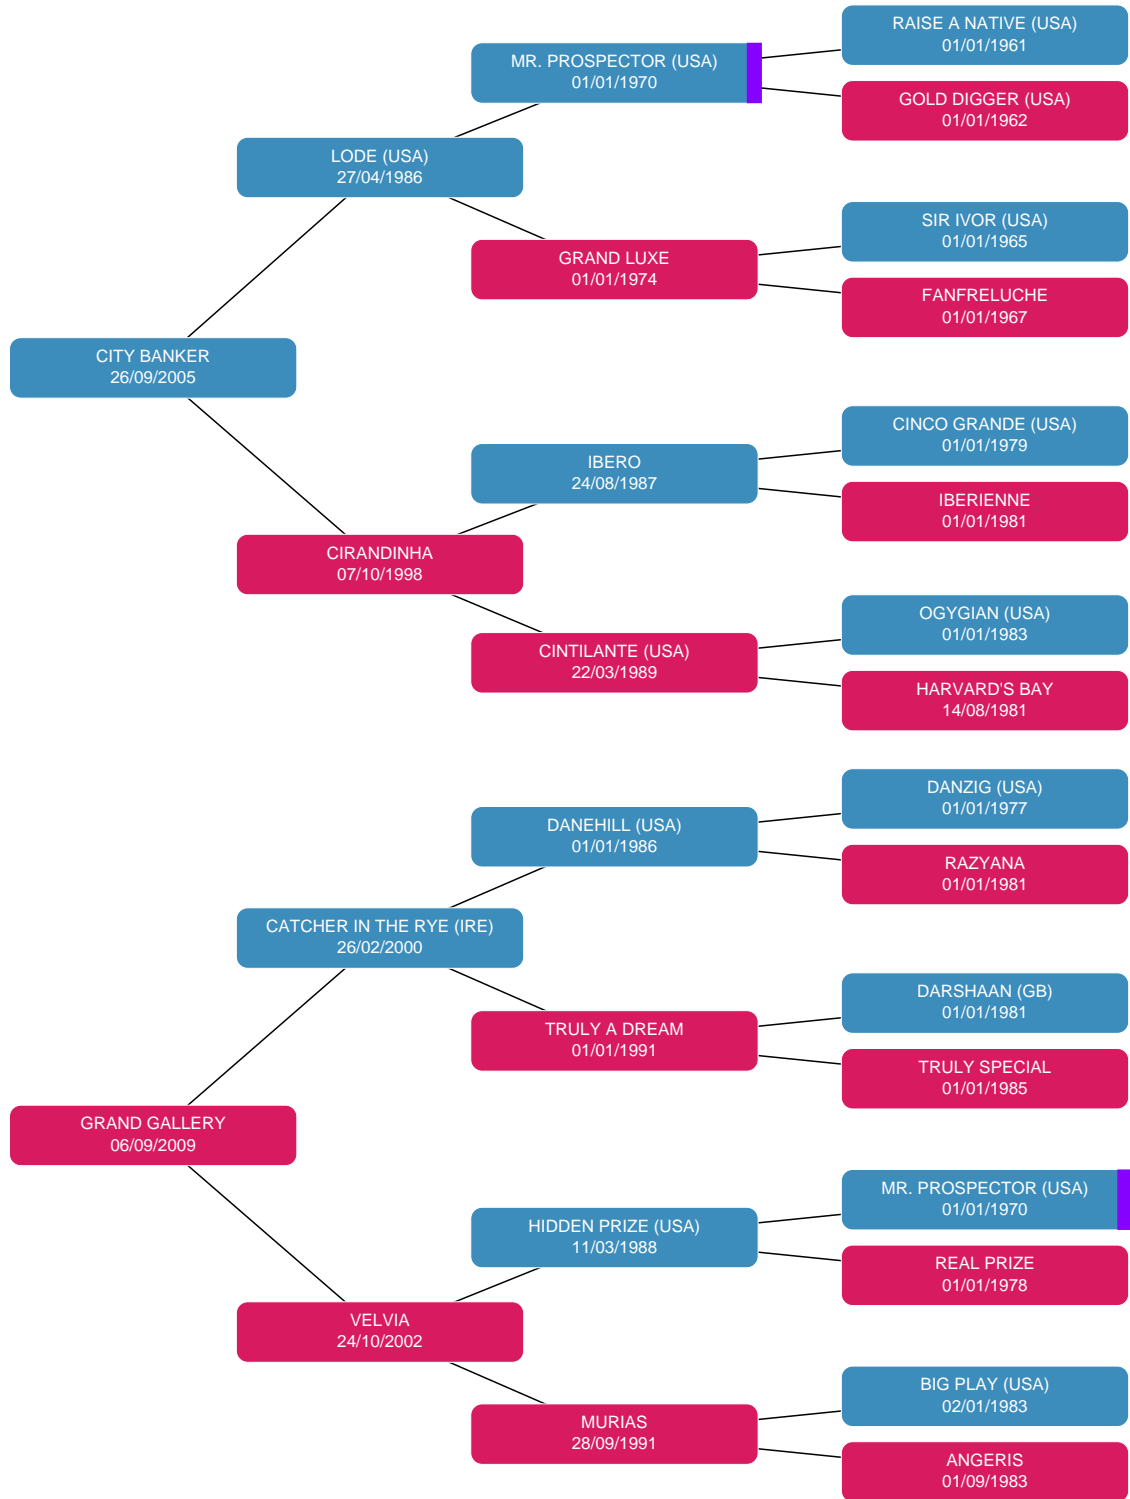 RAISE A NATIVE (USA)
01/01/1961
MR. PROSPECTOR (USA)
01/01/1970
GOLD DIGGER (USA)
01/01/1962
LODE (USA)
27/04/1986
SIR IVOR (USA)
01/01/1965
GRAND LUXE
01/01/1974
FANFRELUCHE
01/01/1967
CITY BANKER
26/09/2005
CINCO GRANDE (USA)
01/01/1979
IBERO
24/08/1987
IBERIENNE
01/01/1981
CIRANDINHA
07/10/1998
OGYGIAN (USA)
01/01/1983
CINTILANTE (USA)
22/03/1989
HARVARD'S BAY
14/08/1981
DANZIG (USA)
01/01/1977
DANEHILL (USA)
01/01/1986
RAZYANA
01/01/1981
CATCHER IN THE RYE (IRE)
26/02/2000
DARSHAAN (GB)
01/01/1981
TRULY A DREAM
01/01/1991
TRULY SPECIAL
01/01/1985
GRAND GALLERY
06/09/2009
MR. PROSPECTOR (USA)
01/01/1970
HIDDEN PRIZE (USA)
11/03/1988
REAL PRIZE
01/01/1978
VELVIA
24/10/2002
BIG PLAY (USA)
02/01/1983
MURIAS
28/09/1991
ANGERIS
01/09/1983